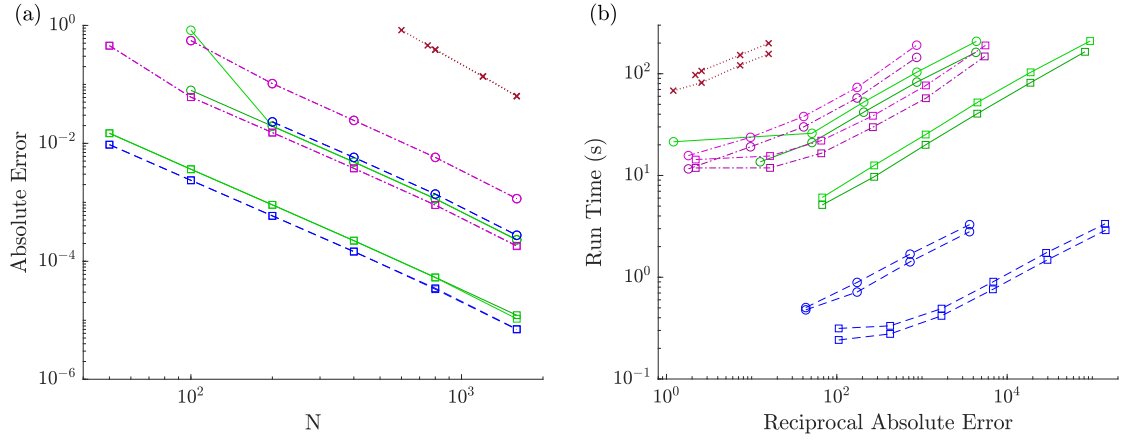 (a)
10^0
10^-2
10^-4
10^-6
Absolute Error
10^2
10^3
N
(b)
10^2
10^1
10^0
10^-1
Run Time (s)
10^0
10^2
10^4
Reciprocal Absolute Error